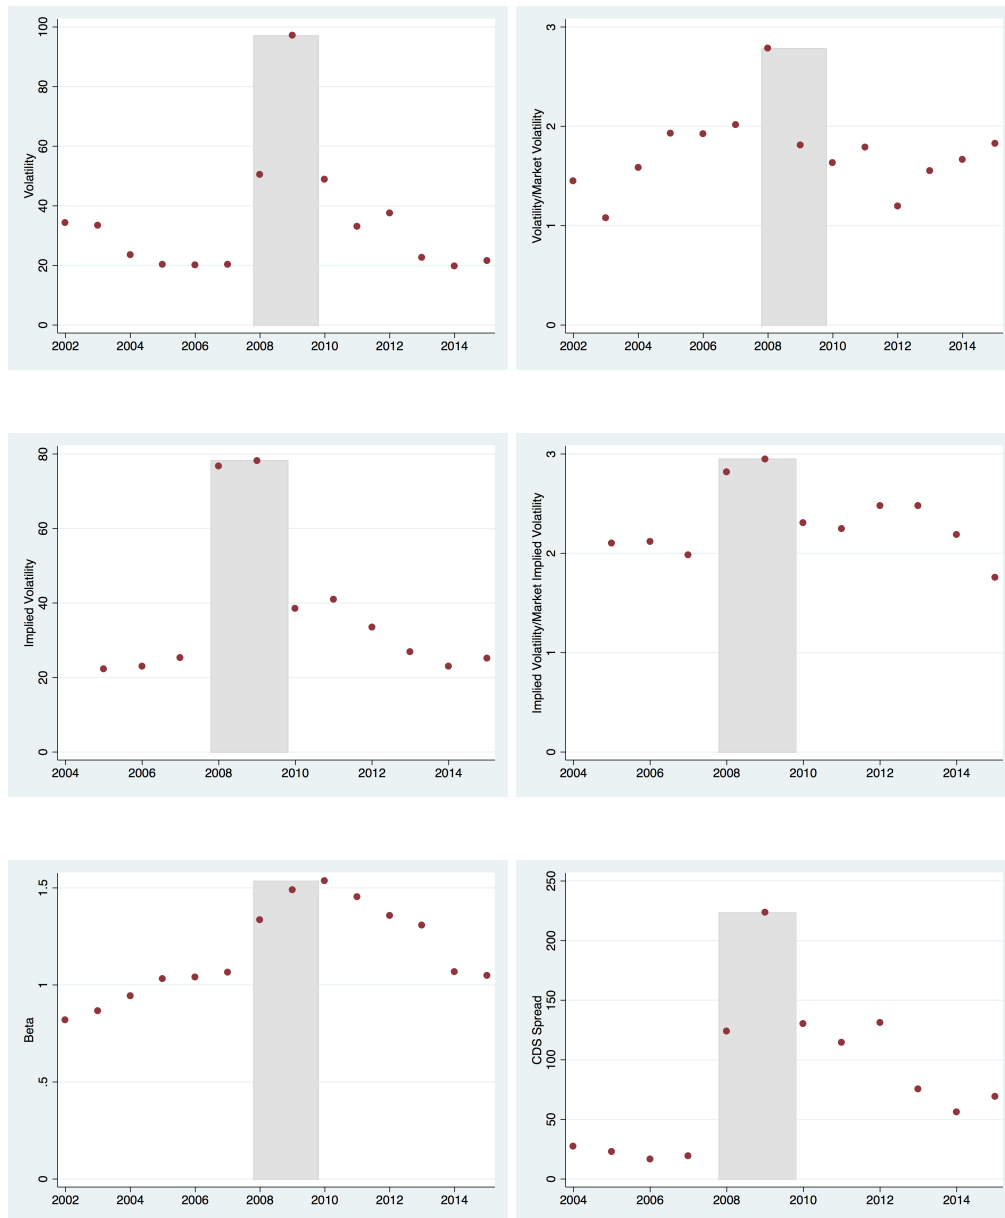 Volatility
0 20 40 60 80 100
2002 2004 2006 2008 2010 2012 2014
Volatility/Market Volatility
0 1 2 3
2002 2004 2006 2008 2010 2012 2014
Implied Volatility
0 20 40 60 80
2004 2006 2008 2010 2012 2014
Implied Volatility/Market Implied Volatility
0 1 2 3
2004 2006 2008 2010 2012 2014
Beta
0 .5 1 1.5
2002 2004 2006 2008 2010 2012 2014
CDS Spread
0 50 100 150 200 250
2004 2006 2008 2010 2012 2014